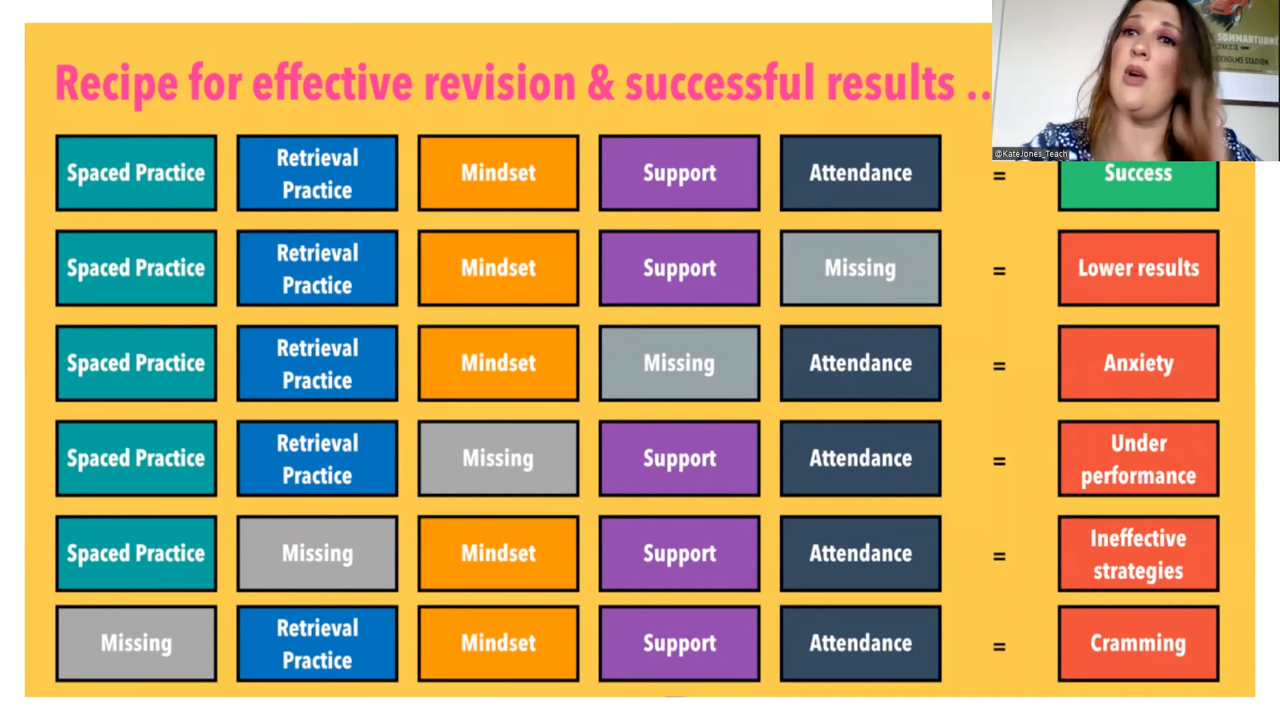 Recipe for effective revision & successful results ..
SOMMARTURN
2023
@KateJones_Teach
Spaced Practice
Retrieval
Practice
Mindset
Support
Attendance
=
Success
Spaced Practice
Retrieval
Practice
Mindset
Support
Missing
=
Lower results
Spaced Practice
Retrieval
Practice
Mindset
Missing
Attendance
=
Anxiety
Spaced Practice
Retrieval
Practice
Missing
Support
Attendance
=
Under
performance
Spaced Practice
Missing
Mindset
Support
Attendance
=
Ineffective
strategies
Missing
Retrieval
Practice
Mindset
Support
Attendance
=
Cramming